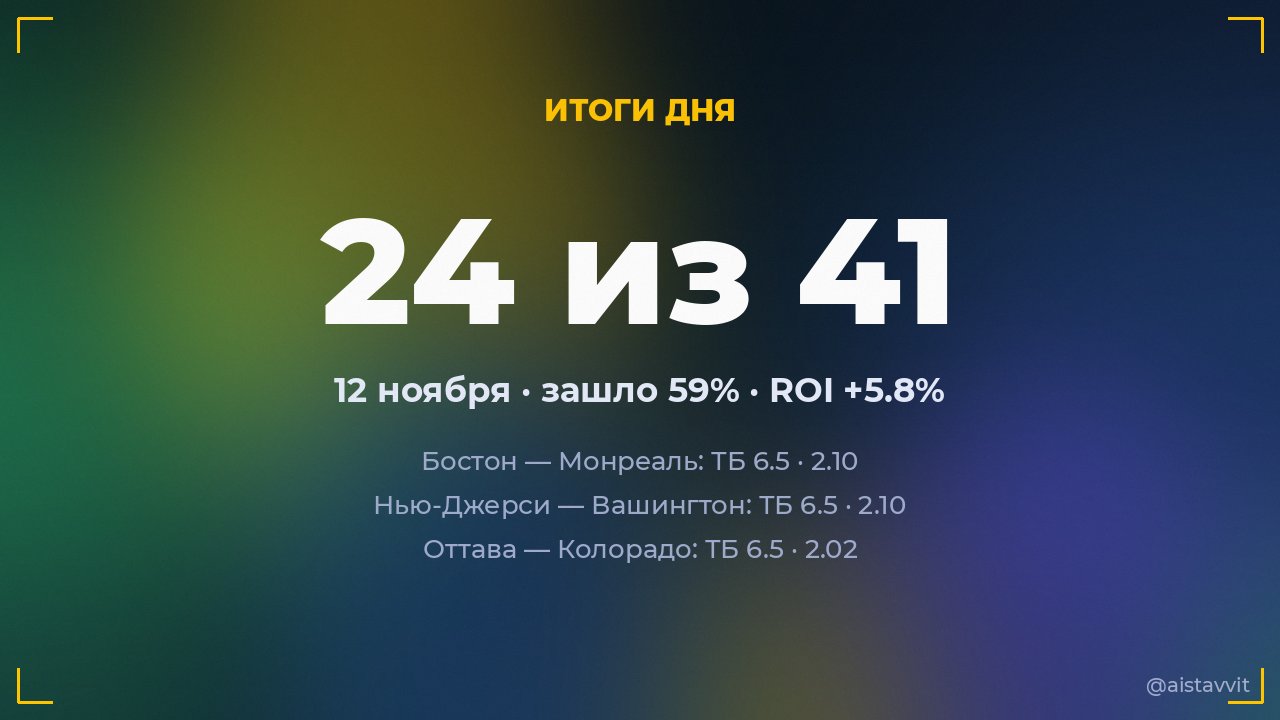 ИТОГИ ДНЯ
24 из 41
12 ноября · зашло 59% · ROI +5.8%
Бостон — Монреаль: ТБ 6.5 · 2.10
Нью-Джерси — Вашингтон: ТБ 6.5 · 2.10
Оттава — Колорадо: ТБ 6.5 · 2.02
@aistavvit